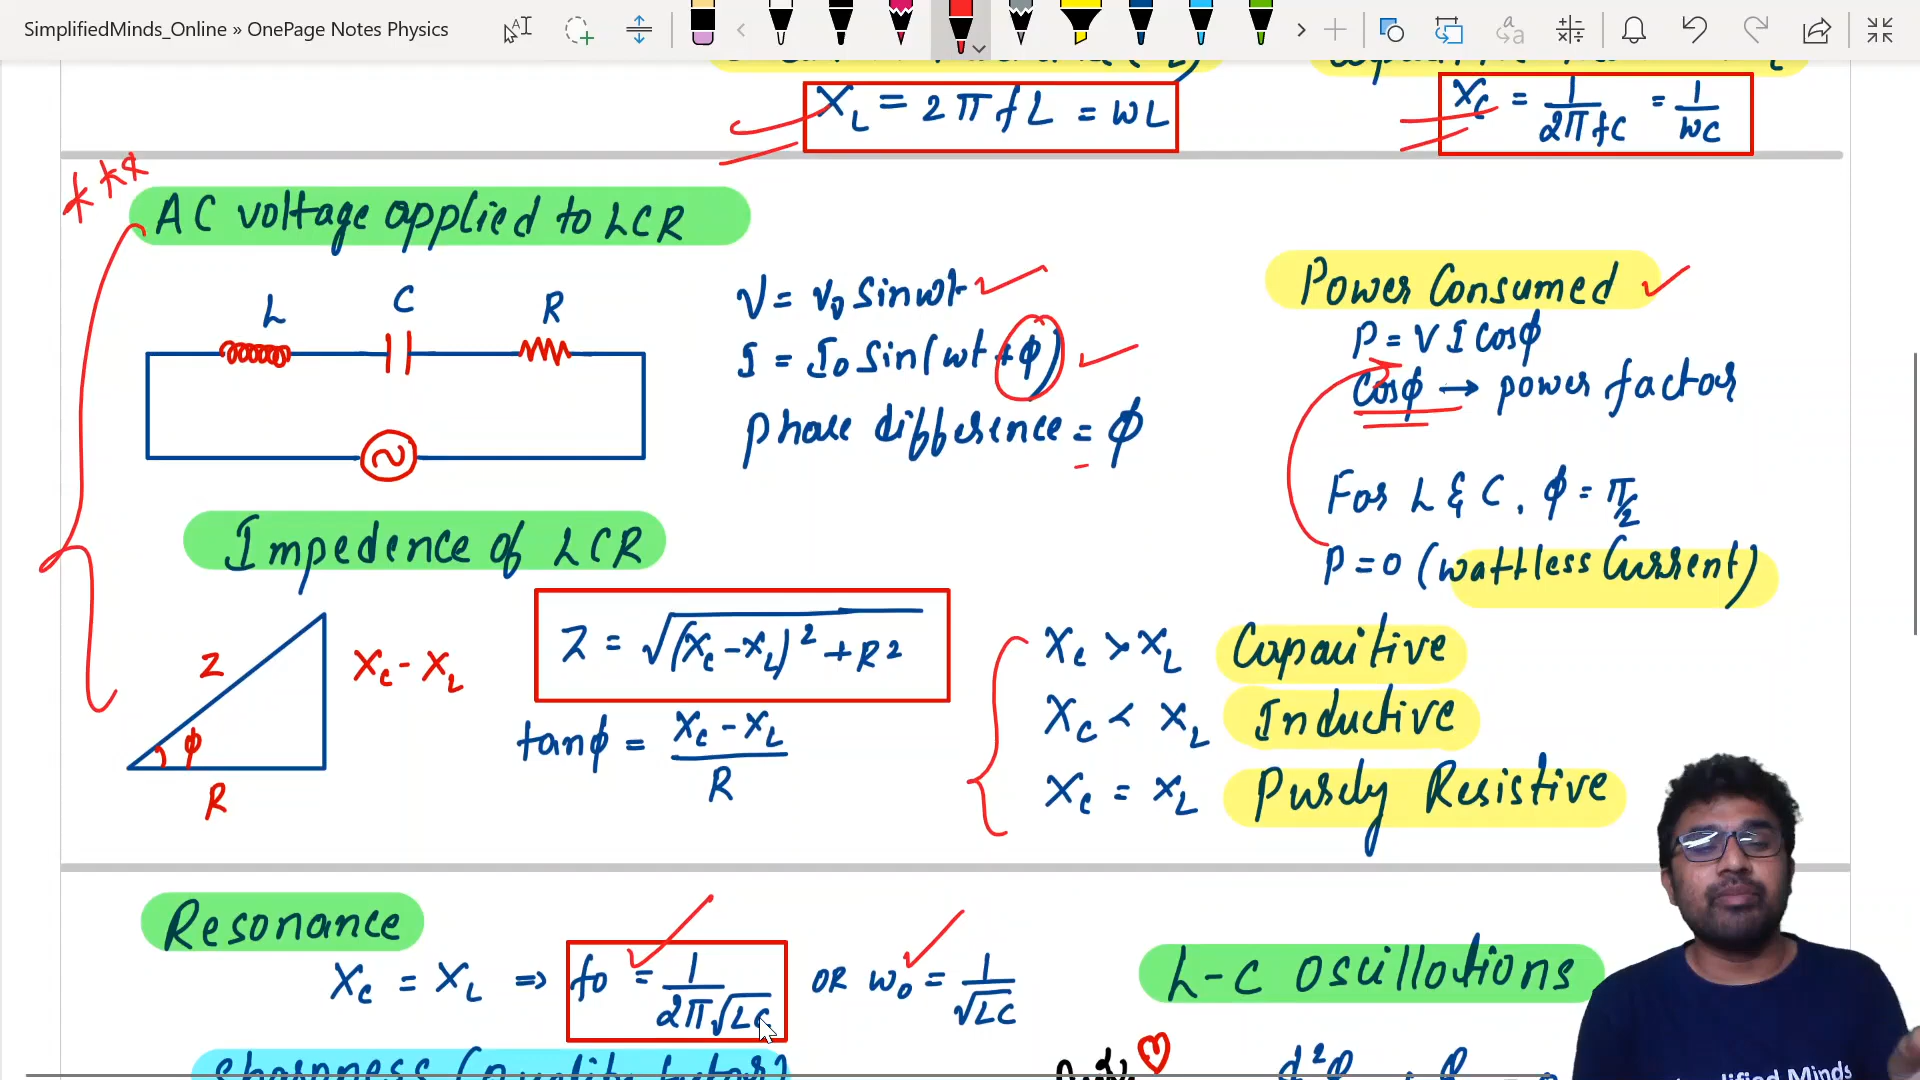 SimplifiedMinds_Online » OnePage Notes Physics
X_L = 2πfL = ωL
X_C = 1/2πfC = 1/ωC
AC voltage applied to LCR
L C R
V = V₀ sinωt
I = I₀ sin(ωt + φ)
phase difference = φ
Power Consumed
P = VI cosφ
cosφ → power factor
For L & C, φ = π/2
P = 0 (wattless Current)
Impedence of LCR
Z
X_C - X_L
φ
R
Z = √(X_C - X_L)² + R²
tanφ = X_C - X_L / R
X_C > X_L Capacitive
X_C < X_L Inductive
X_C = X_L Purely Resistive
Resonance
X_C = X_L ⇒ f₀ = 1/2π√LC OR ω₀ = 1/√LC
L-C oscillations